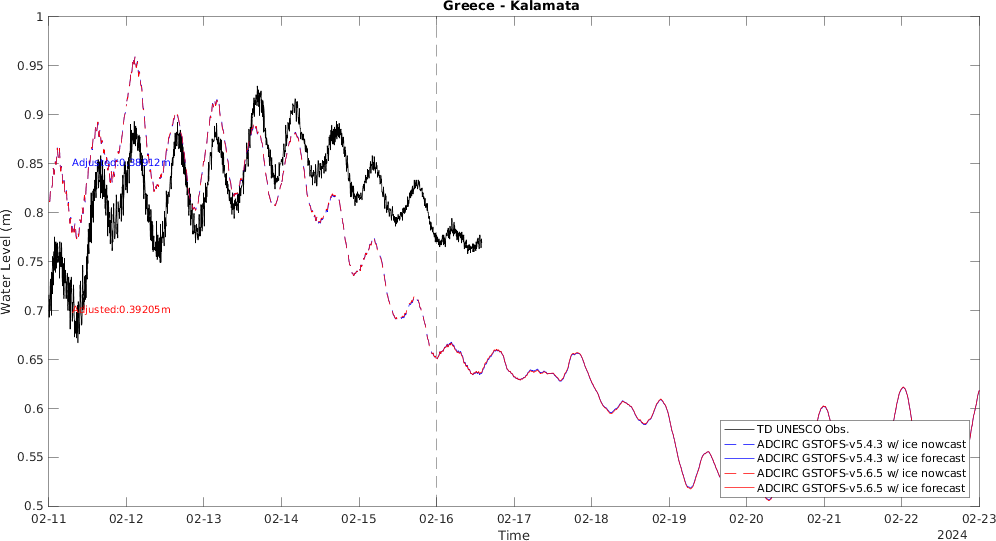 Greece - Kalamata
Water Level (m)
1
0.95
0.9
0.85
0.8
0.75
0.7
0.65
0.6
0.55
0.5
Adjusted:0.38912m
Adjusted:0.39205m
TD UNESCO Obs.
ADCIRC GSTOFS-v5.4.3 w/ ice nowcast
ADCIRC GSTOFS-v5.4.3 w/ ice forecast
ADCIRC GSTOFS-v5.6.5 w/ ice nowcast
ADCIRC GSTOFS-v5.6.5 w/ ice forecast
02-11 02-12 02-13 02-14 02-15 02-16 02-17 02-18 02-19 02-20 02-21 02-22 02-23
Time
2024